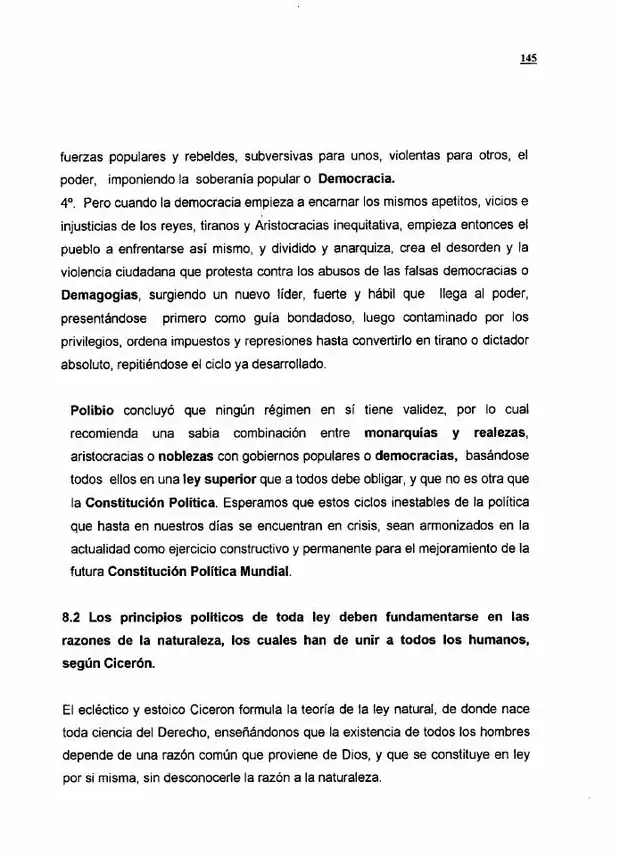 145
fuerzas populares y rebeldes, subversivas para unos, violentas para otros, el
poder, imponiendo la soberanía popular o Democracia.
4º. Pero cuando la democracia empieza a encarnar los mismos apetitos, vicios e
injusticias de los reyes, tiranos y Aristocracias inequitativa, empieza entonces el
pueblo a enfrentarse así mismo, y dividido y anarquiza, crea el desorden y la
violencia ciudadana que protesta contra los abusos de las falsas democracias o
Demagogias, surgiendo un nuevo líder, fuerte y hábil que llega al poder,
presentándose primero como guía bondadoso, luego contaminado por los
privilegios, ordena impuestos y represiones hasta convertirlo en tirano o dictador
absoluto, repitiéndose el ciclo ya desarrollado.
Polibio concluyó que ningún régimen en sí tiene validez, por lo cual
recomienda una sabia combinación entre monarquías y realezas,
aristocracias o noblezas con gobiernos populares o democracias, basándose
todos ellos en una ley superior que a todos debe obligar, y que no es otra que
la Constitución Política. Esperamos que estos ciclos inestables de la política
que hasta en nuestros días se encuentran en crisis, sean armonizados en la
actualidad como ejercicio constructivo y permanente para el mejoramiento de la
futura Constitución Política Mundial.
8.2 Los principios políticos de toda ley deben fundamentarse en las
razones de la naturaleza, los cuales han de unir a todos los humanos,
según Cicerón.
El ecléctico y estoico Ciceron formula la teoría de la ley natural, de donde nace
toda ciencia del Derecho, enseñándonos que la existencia de todos los hombres
depende de una razón común que proviene de Dios, y que se constituye en ley
por si misma, sin desconocerle la razón a la naturaleza.